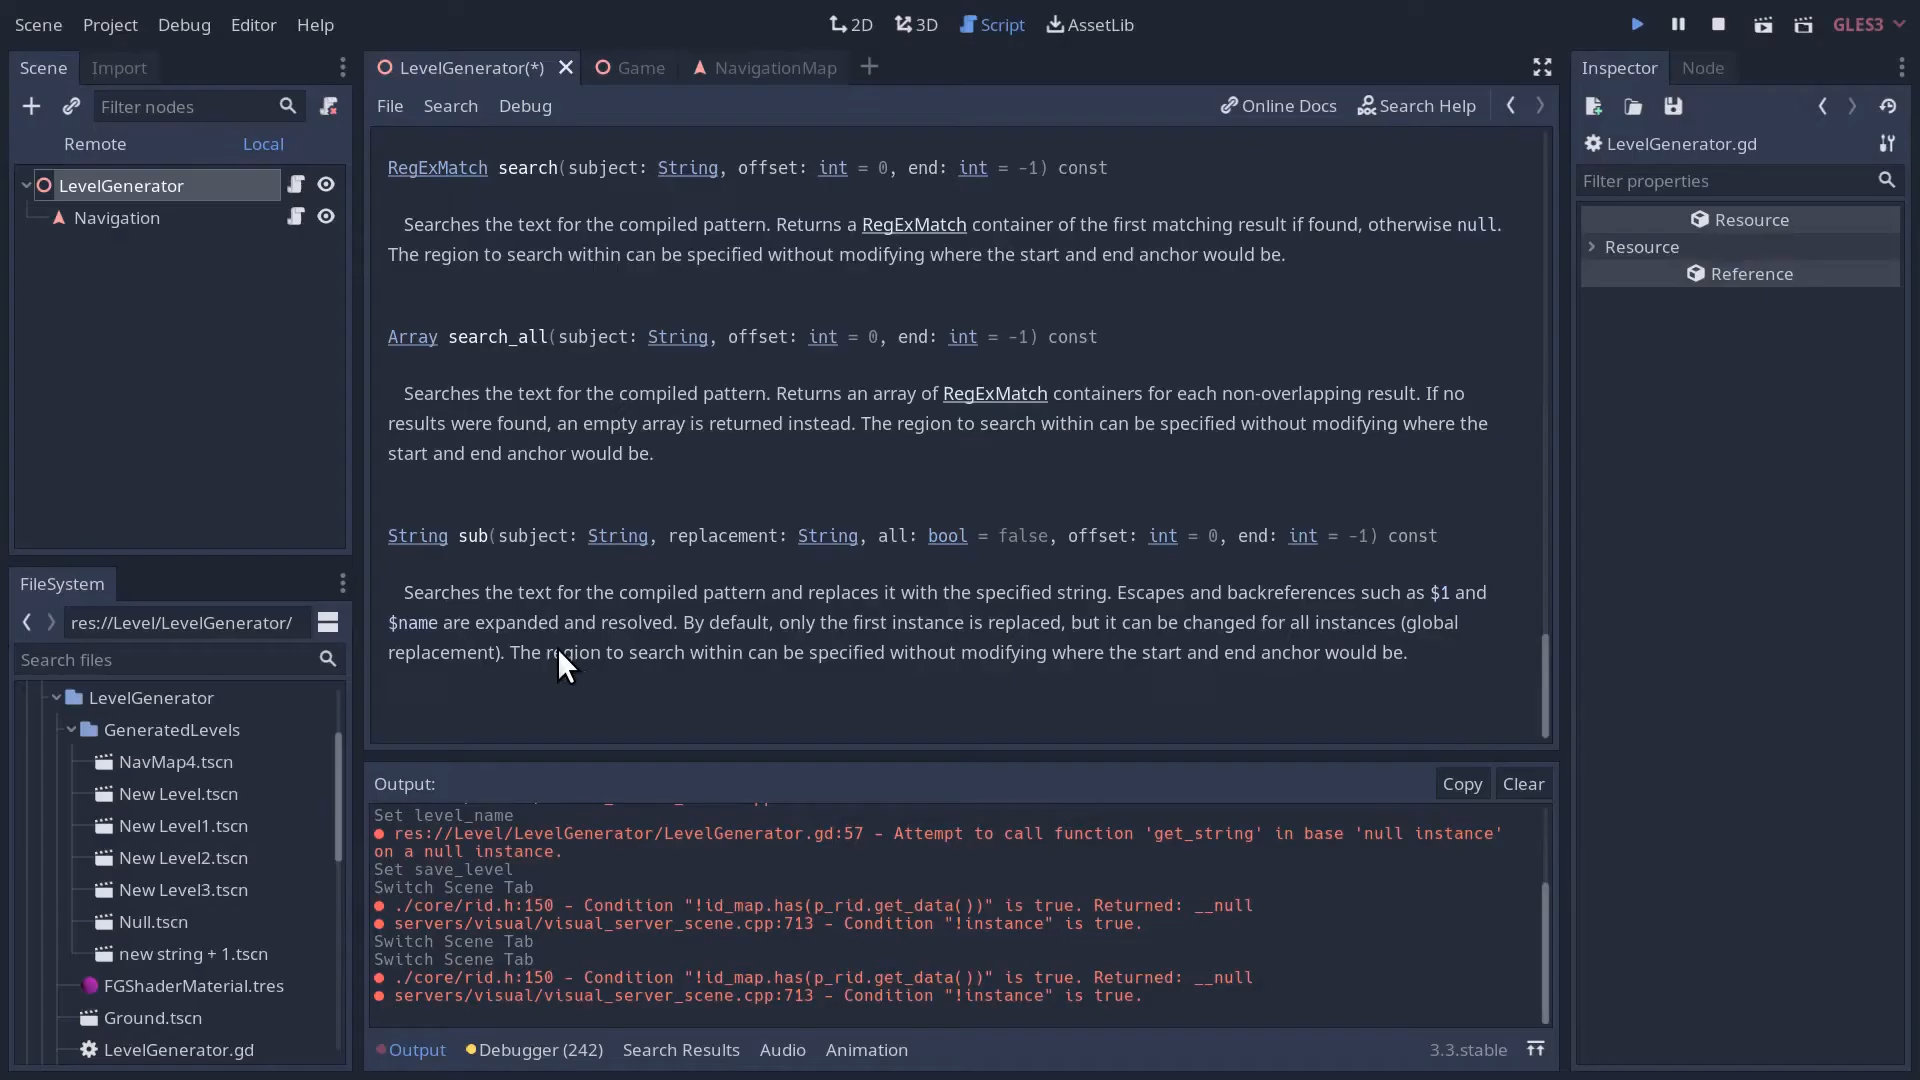 Scene Project Debug Editor Help
2D 3D Script AssetLib
GLES3
Scene Import
Filter nodes
Remote Local
LevelGenerator
Navigation
FileSystem
res://Level/LevelGenerator/
Search files
LevelGenerator
GeneratedLevels
NavMap4.tscn
New Level.tscn
New Level1.tscn
New Level2.tscn
New Level3.tscn
Null.tscn
new string + 1.tscn
FGShaderMaterial.tres
Ground.tscn
LevelGenerator.gd
LevelGenerator(*) Game NavigationMap
File Search Debug Online Docs Search Help
RegExMatch search(subject: String, offset: int = 0, end: int = -1) const
Searches the text for the compiled pattern. Returns a RegExMatch container of the first matching result if found, otherwise null.
The region to search within can be specified without modifying where the start and end anchor would be.
Array search_all(subject: String, offset: int = 0, end: int = -1) const
Searches the text for the compiled pattern. Returns an array of RegExMatch containers for each non-overlapping result. If no
results were found, an empty array is returned instead. The region to search within can be specified without modifying where the
start and end anchor would be.
String sub(subject: String, replacement: String, all: bool = false, offset: int = 0, end: int = -1) const
Searches the text for the compiled pattern and replaces it with the specified string. Escapes and backreferences such as $1 and
$name are expanded and resolved. By default, only the first instance is replaced, but it can be changed for all instances (global
replacement). The region to search within can be specified without modifying where the start and end anchor would be.
Output: Copy Clear
Set level_name
res://Level/LevelGenerator/LevelGenerator.gd:57 - Attempt to call function 'get_string' in base 'null instance'
on a null instance.
Set save_level
Switch Scene Tab
./core/rid.h:150 - Condition "!id_map.has(p_rid.get_data())" is true. Returned: __null
servers/visual/visual_server_scene.cpp:713 - Condition "!instance" is true.
Switch Scene Tab
Switch Scene Tab
./core/rid.h:150 - Condition "!id_map.has(p_rid.get_data())" is true. Returned: __null
servers/visual/visual_server_scene.cpp:713 - Condition "!instance" is true.
Output Debugger (242) Search Results Audio Animation 3.3.stable
Inspector Node
LevelGenerator.gd
Filter properties
Resource
Resource
Reference